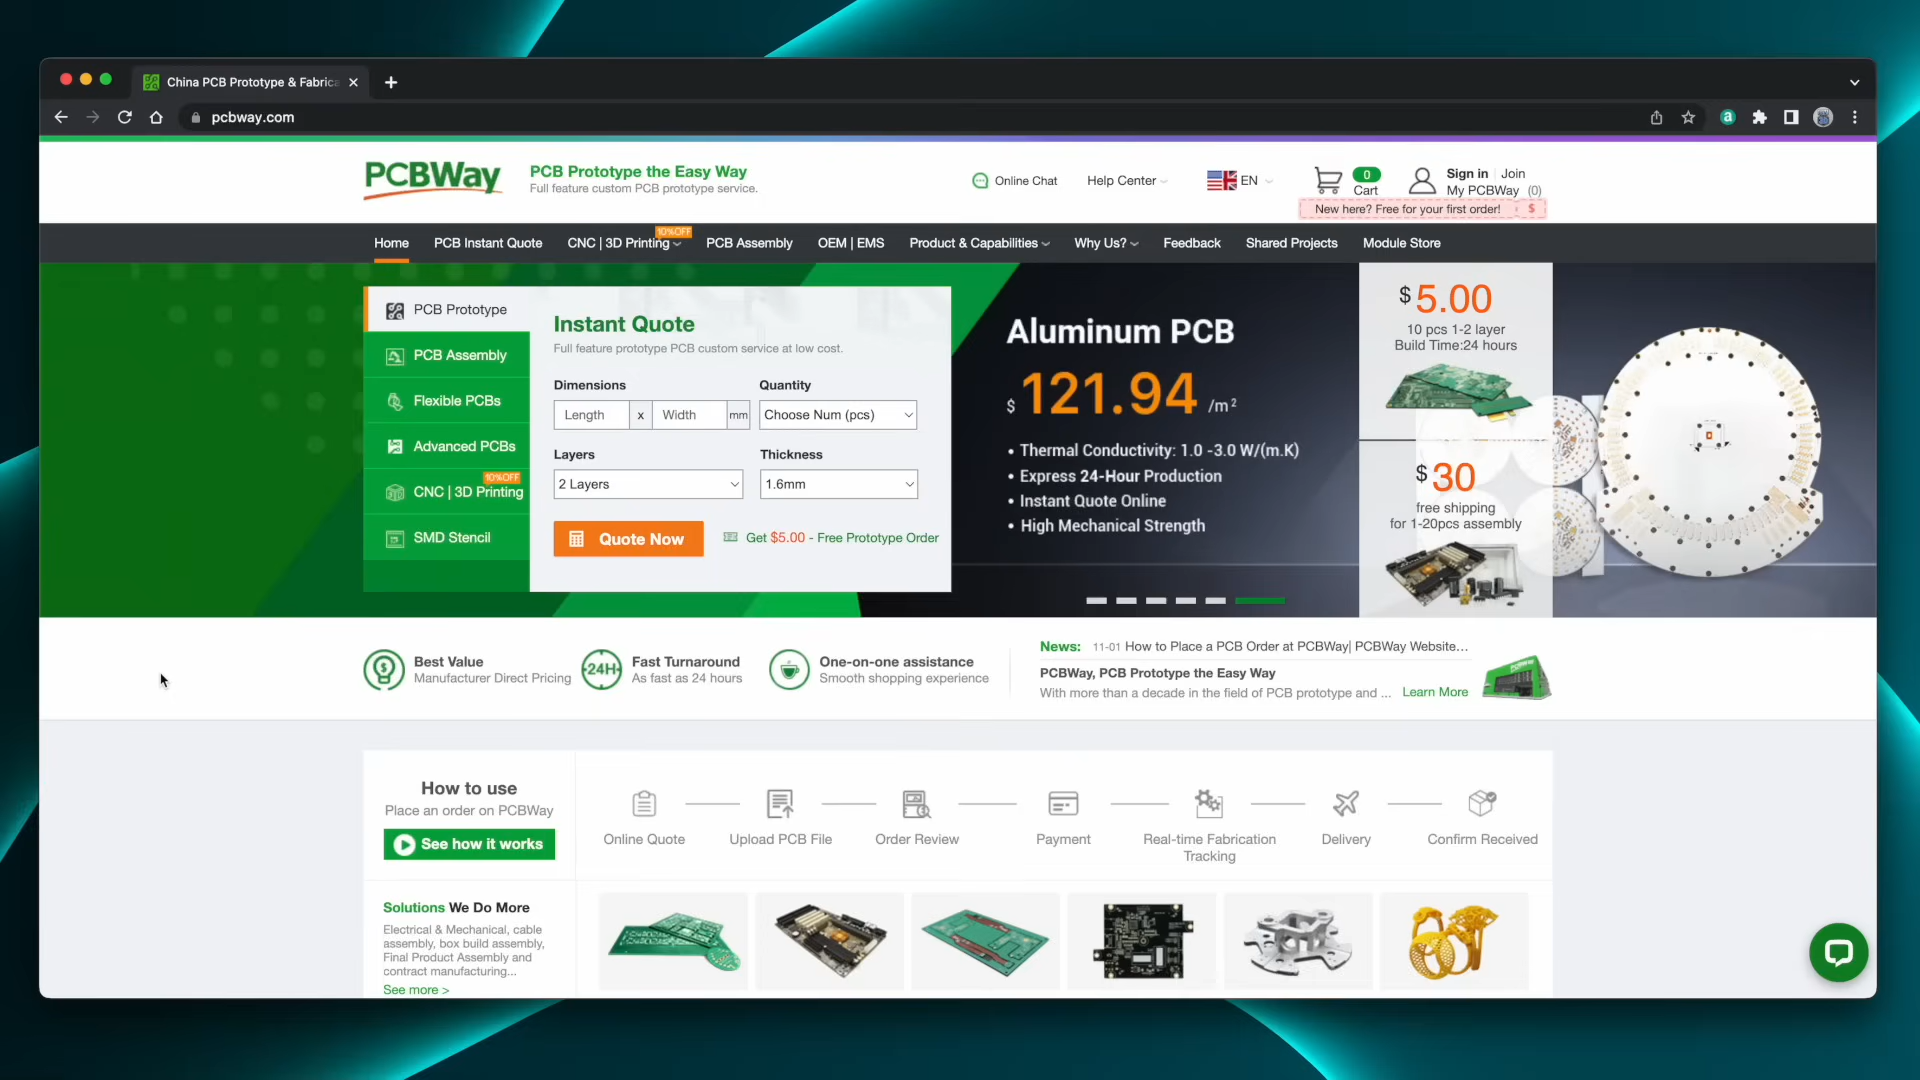 China PCB Prototype & Fabrica
pcbway.com
PCBWay
PCB Prototype the Easy Way
Full feature custom PCB prototype service.
Online Chat
Help Center
EN
0
Cart
Sign in
Join
My PCBWay (0)
New here? Free for your first order! $
10%OFF
Home
PCB Instant Quote
CNC | 3D Printing
PCB Assembly
OEM | EMS
Product & Capabilities
Why Us?
Feedback
Shared Projects
Module Store
PCB Prototype
PCB Assembly
Flexible PCBs
Advanced PCBs
10%OFF
CNC | 3D Printing
SMD Stencil
Instant Quote
Full feature prototype PCB custom service at low cost.
Dimensions
Quantity
Length x Width mm
Choose Num (pcs)
Layers
Thickness
2 Layers
1.6mm
Quote Now
Get $5.00 - Free Prototype Order
Aluminum PCB
$ 121.94 /m²
• Thermal Conductivity: 1.0 -3.0 W/(m.K)
• Express 24-Hour Production
• Instant Quote Online
• High Mechanical Strength
$ 5.00
10 pcs 1-2 layer
Build Time:24 hours
$ 30
free shipping
for 1-20pcs assembly
Best Value
Manufacturer Direct Pricing
24H
Fast Turnaround
As fast as 24 hours
One-on-one assistance
Smooth shopping experience
News: 11-01 How to Place a PCB Order at PCBWay| PCBWay Website...
PCBWay, PCB Prototype the Easy Way
With more than a decade in the field of PCB prototype and ... Learn More
How to use
Place an order on PCBWay
See how it works
Online Quote
Upload PCB File
Order Review
Payment
Real-time Fabrication
Tracking
Delivery
Confirm Received
Solutions We Do More
Electrical & Mechanical, cable
assembly, box build assembly,
Final Product Assembly and
contract manufacturing...
See more >